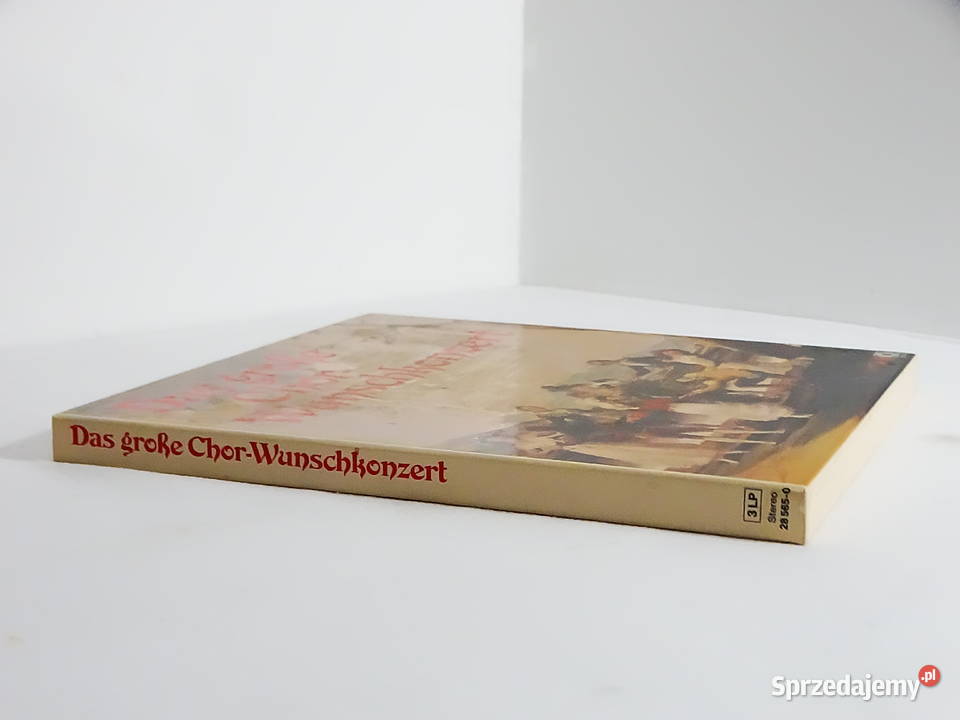 Das große Chor-Wunschkonzert
3 LP
Stereo
28 565-0
Sprzedajemy.pl